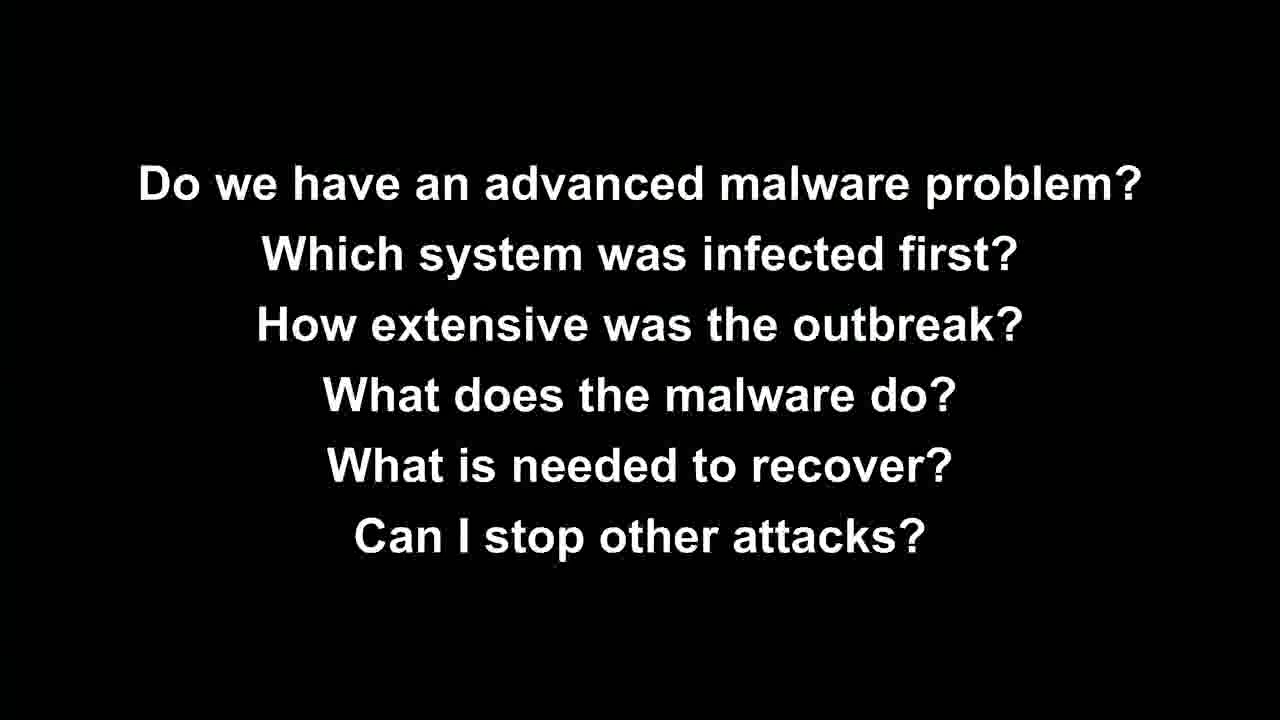 Do we have an advanced malware problem?
Which system was infected first?
How extensive was the outbreak?
What does the malware do?
What is needed to recover?
Can I stop other attacks?